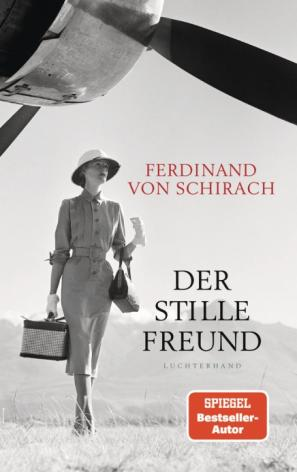 FERDINAND
VON SCHIRACH
DER
STILLE
FREUND
LUCHTERHAND
SPIEGEL
Bestseller-
Autor